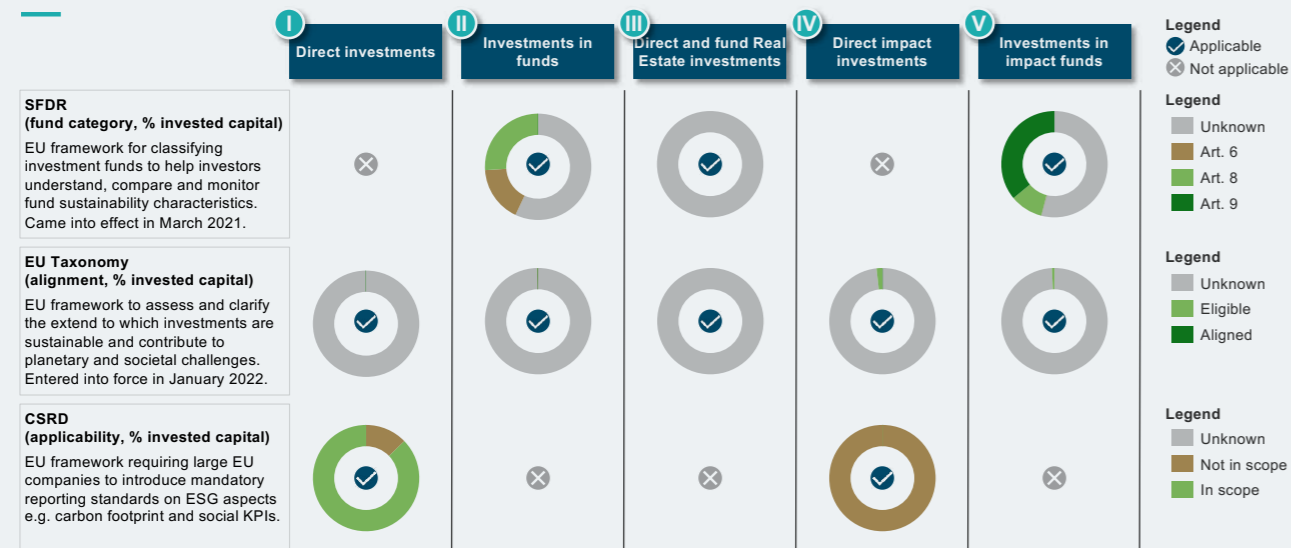 I
Direct investments
II
Investments in
funds
III
Direct and fund Real
Estate investments
IV
Direct impact
investments
V
Investments in
impact funds
Legend
Applicable
Not applicable
SFDR
(fund category, % invested capital)
EU framework for classifying
investment funds to help investors
understand, compare and monitor
fund sustainability characteristics.
Came into effect in March 2021.
Legend
Unknown
Art. 6
Art. 8
Art. 9
EU Taxonomy
(alignment, % invested capital)
EU framework to assess and clarify
the extend to which investments are
sustainable and contribute to
planetary and societal challenges.
Entered into force in January 2022.
Legend
Unknown
Eligible
Aligned
CSRD
(applicability, % invested capital)
EU framework requiring large EU
companies to introduce mandatory
reporting standards on ESG aspects
e.g. carbon footprint and social KPIs.
Legend
Unknown
Not in scope
In scope